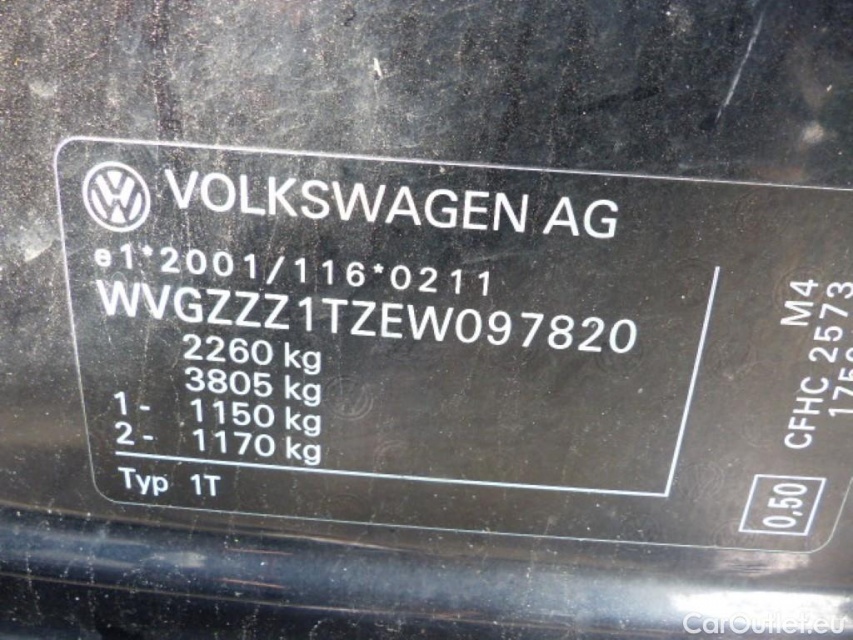 VOLKSWAGEN AG
e1*2001/116*0211
WVGZZZ1TZEW097820
2260 kg
3805 kg
1- 1150 kg
2- 1170 kg
Typ 1T
M4
CFHC 2573
0,50
CarOutlet.eu